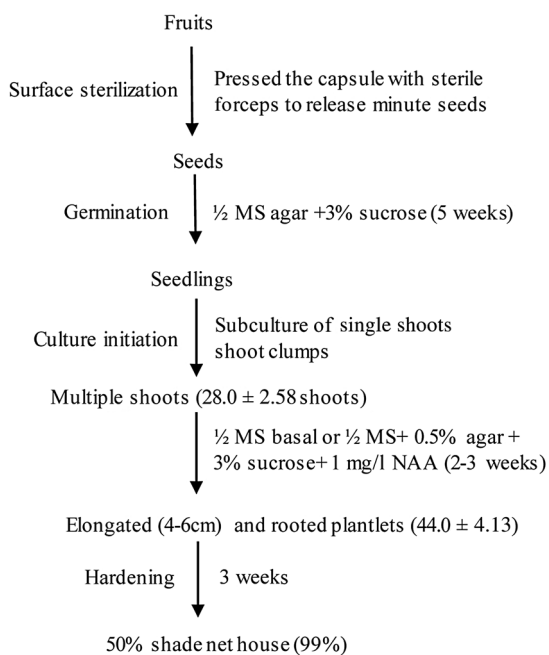 Fruits
Surface sterilization
Pressed the capsule with sterile
forceps to release minute seeds
Seeds
Germination
½ MS agar +3% sucrose (5 weeks)
Seedlings
Culture initiation
Subculture of single shoots
shoot clumps
Multiple shoots (28.0 ± 2.58 shoots)
½ MS basal or ½ MS+ 0.5% agar +
3% sucrose+ 1 mg/l NAA (2-3 weeks)
Elongated (4-6cm) and rooted plantlets (44.0 ± 4.13)
Hardening
3 weeks
50% shade net house (99%)